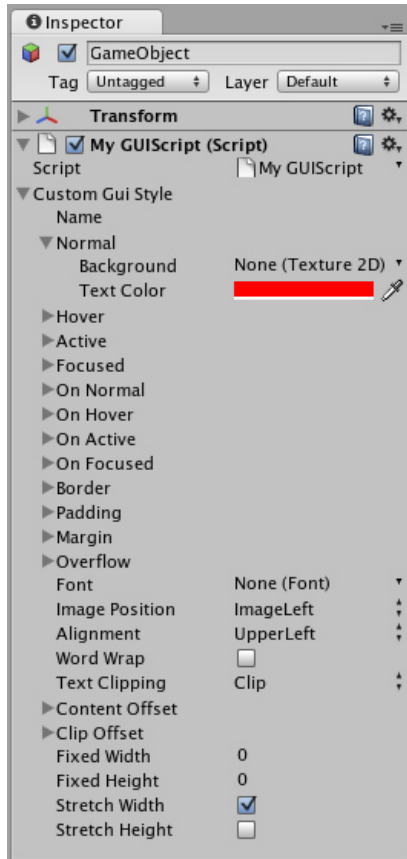 Inspector
GameObject
Tag Untagged Layer Default
Transform
My GUIScript (Script)
Script My GUIScript
Custom Gui Style
Name
Normal
Background None (Texture 2D)
Text Color
Hover
Active
Focused
On Normal
On Hover
On Active
On Focused
Border
Padding
Margin
Overflow
Font None (Font)
Image Position ImageLeft
Alignment UpperLeft
Word Wrap
Text Clipping Clip
Content Offset
Clip Offset
Fixed Width 0
Fixed Height 0
Stretch Width
Stretch Height